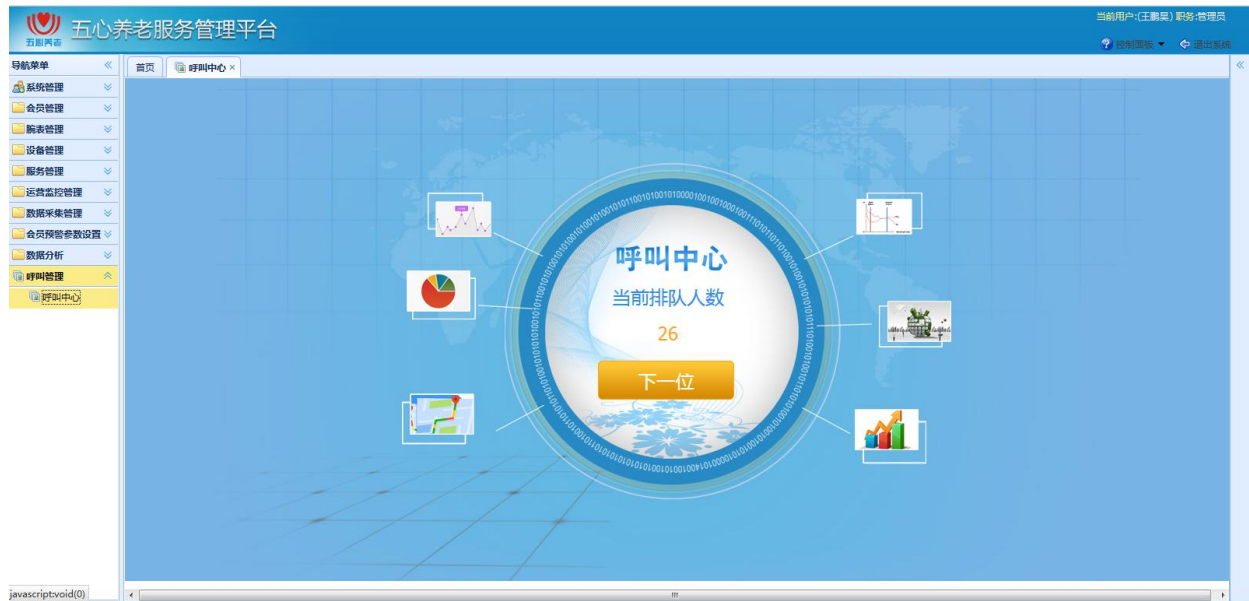 五心养老服务管理平台
当前用户:(王鹏昊) 职务:管理员
控制面板
退出系统
导航菜单
首页
呼叫中心
系统管理
会员管理
腕表管理
设备管理
服务管理
运营监控管理
数据采集管理
会员预警参数设置
数据分析
呼叫管理
呼叫中心
呼叫中心
当前排队人数
26
下一位
javascript:void(0)